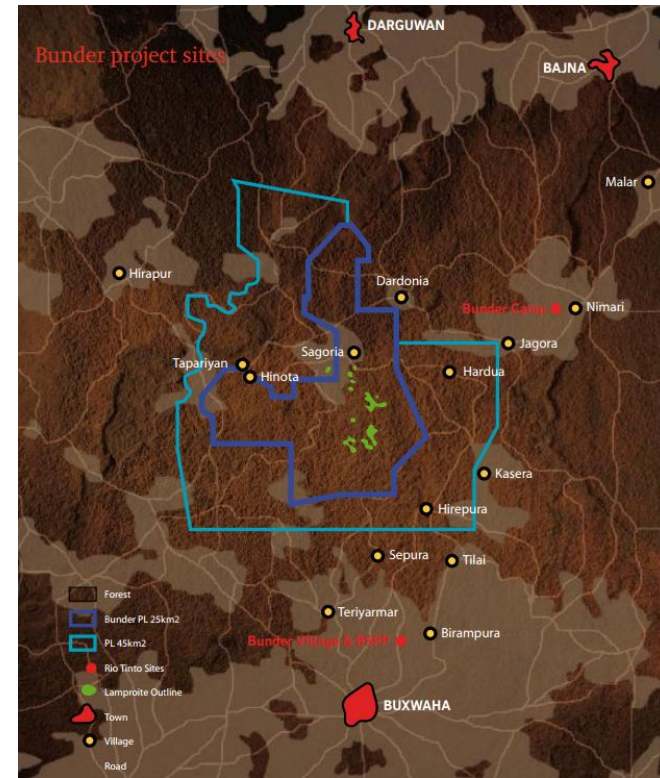 DARGUWAN
Bunder project sites
BAJNA
Malar
Hirapur
Dardonia
Bunder Camp
Nimari
Sagoria
Jagora
Tapariyan
Hinota
Hardua
Kasera
Hirepura
Sepura
Tilai
Forest
Bunder PL 25km2
Teriyarmar
PL 45km2
Bunder Village &
Birampura
Rio Tinto Sites
Lamproite Outline
Town
BUXWAHA
Village
Road